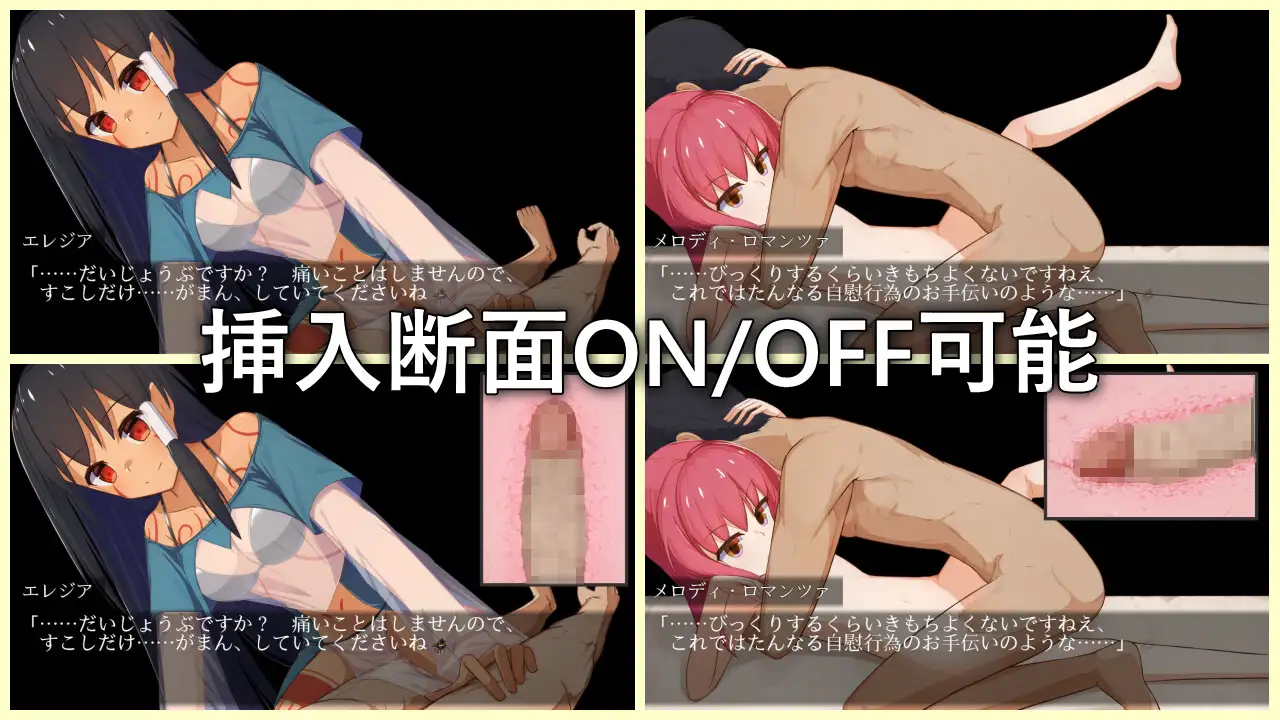 エレジア
「……だいじょうぶですか？　痛いことはしませんので、
すこしだけ……がまん、していてくださいね
メロディ・ロマンツァ
「……びっくりするくらいきもちよくないですねえ、
これではたんなる自慰行為のお手伝いのような……」
挿入断面ON/OFF可能
エレジア
「……だいじょうぶですか？　痛いことはしませんので、
すこしだけ……がまん、していてくださいね
メロディ・ロマンツァ
「……びっくりするくらいきもちよくないですねえ、
これではたんなる自慰行為のお手伝いのような……」